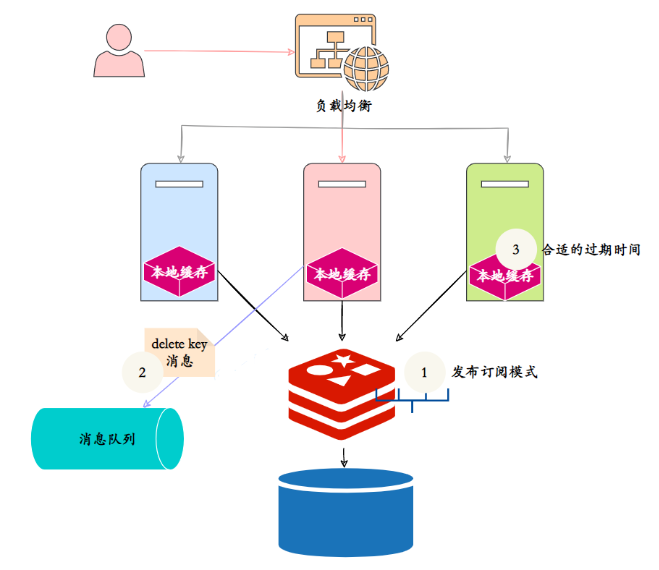 负载均衡
本地缓存
本地缓存
本地缓存
3
合适的过期时间
delete key
消息
2
1
发布订阅模式
消息队列